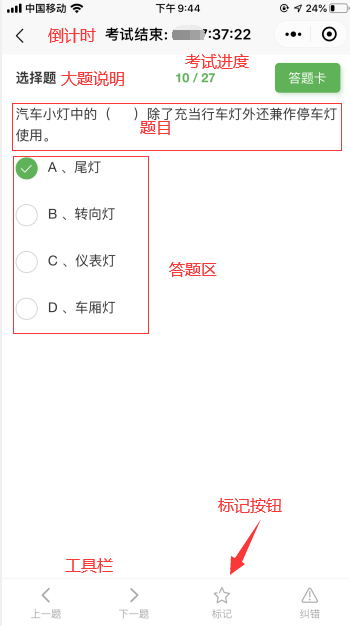 中国移动 下午9:44 24%
倒计时 考试结束: 7:37:22
考试进度
选择题 大题说明 10 / 27 答题卡
汽车小灯中的（　　）除了充当行车灯外还兼作停车灯
使用。
题目
A 、尾灯
B 、转向灯
C 、仪表灯
D 、车厢灯
答题区
标记按钮
工具栏
上一题 下一题 标记 纠错